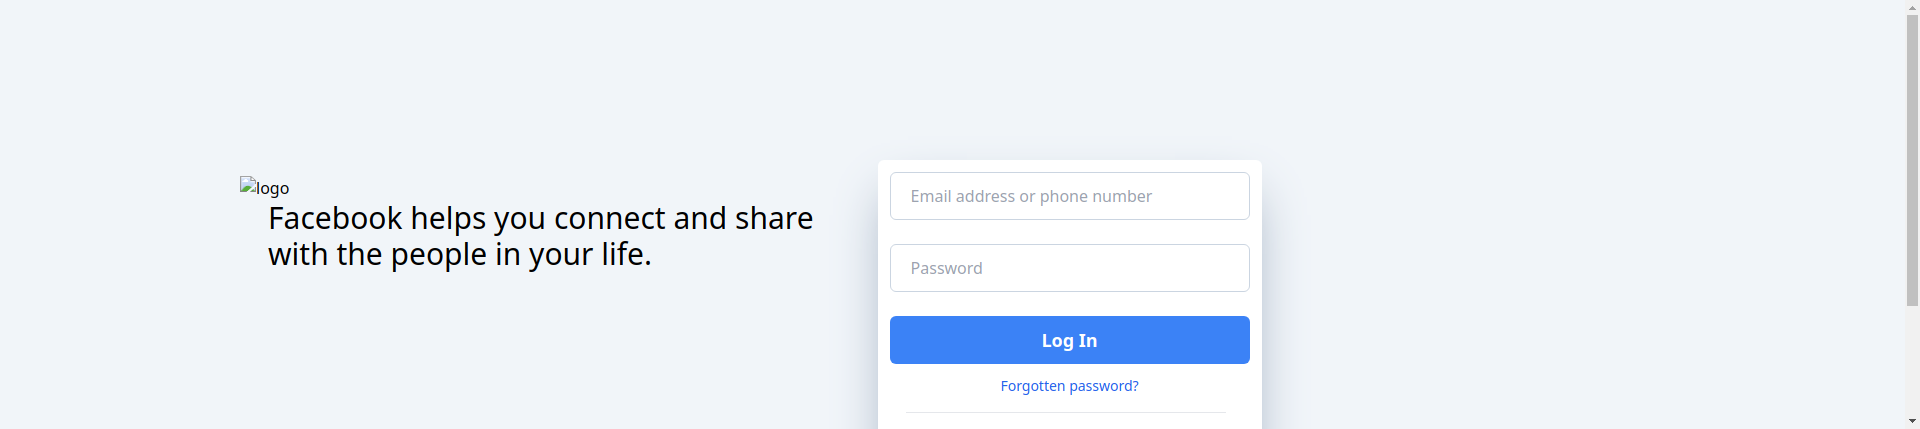 logo
Facebook helps you connect and share
with the people in your life.
Email address or phone number
Password
Log In
Forgotten password?